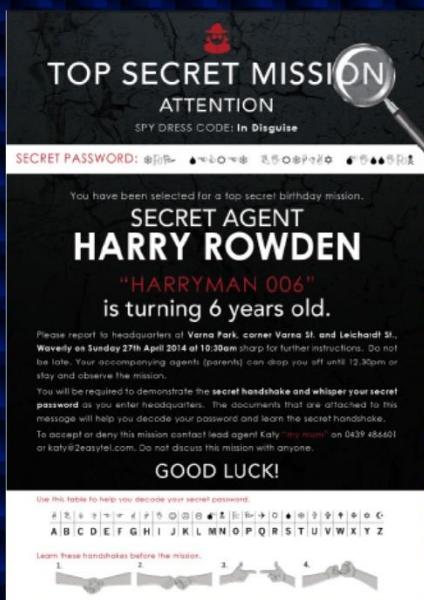 TOP SECRET MISSION
ATTENTION
SPY DRESS CODE: In Disguise
SECRET PASSWORD:
You have been selected for a top secret birthday mission.
SECRET AGENT
HARRY ROWDEN
"HARRYMAN 006"
is turning 6 years old.
Please report to headquarters at Varna Park, corner Varna St. and Leichardt St.,
Waverly on Sunday 27th April 2014 at 10:30am sharp for further instructions. Do not
be late. Your accompanying agents (parents) can drop you off until 12.30pm or
stay and observe the mission.
You will be required to demonstrate the secret handshake and whisper your secret
password as you enter headquarters. The documents that are attached to this
message will help you decode your password and learn the secret handshake.
To accept or deny this mission contact lead agent Katy "my mum" on 0439 486601
or katy@2easytel.com. Do not discuss this mission with anyone.
GOOD LUCK!
Use this table to help you decode your secret password.
A B C D E F G H I J K L M N O P Q R S T U V W X Y Z
Learn these handshakes before the mission.
1. 2. 3. 4.